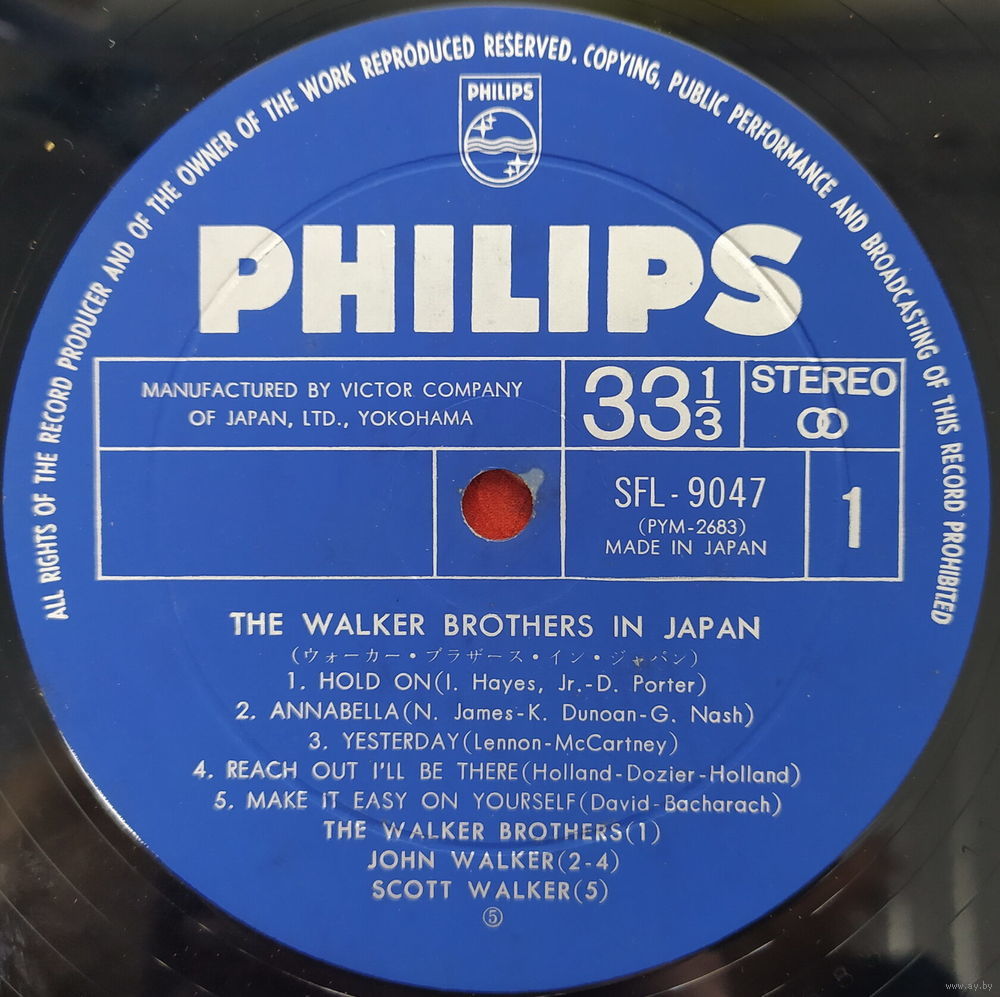 ALL RIGHTS OF THE RECORD PRODUCER AND OF THE OWNER OF THE WORK REPRODUCED RESERVED. COPYING, PUBLIC PERFORMANCE AND BROADCASTING OF THIS RECORD PROHIBITED
PHILIPS
PHILIPS
MANUFACTURED BY VICTOR COMPANY
OF JAPAN, LTD., YOKOHAMA
33 1/3
STEREO
SFL-9047
(PYM-2683)
MADE IN JAPAN
1
THE WALKER BROTHERS IN JAPAN
(ウォーカー・ブラザース・イン・ジャパン)
1. HOLD ON(I. Hayes, Jr.-D. Porter)
2. ANNABELLA(N. James-K. Dunoan-G. Nash)
3. YESTERDAY(Lennon-McCartney)
4. REACH OUT I'LL BE THERE(Holland-Dozier-Holland)
5. MAKE IT EASY ON YOURSELF(David-Bacharach)
THE WALKER BROTHERS(1)
JOHN WALKER(2-4)
SCOTT WALKER(5)
⑤
www.ay.by